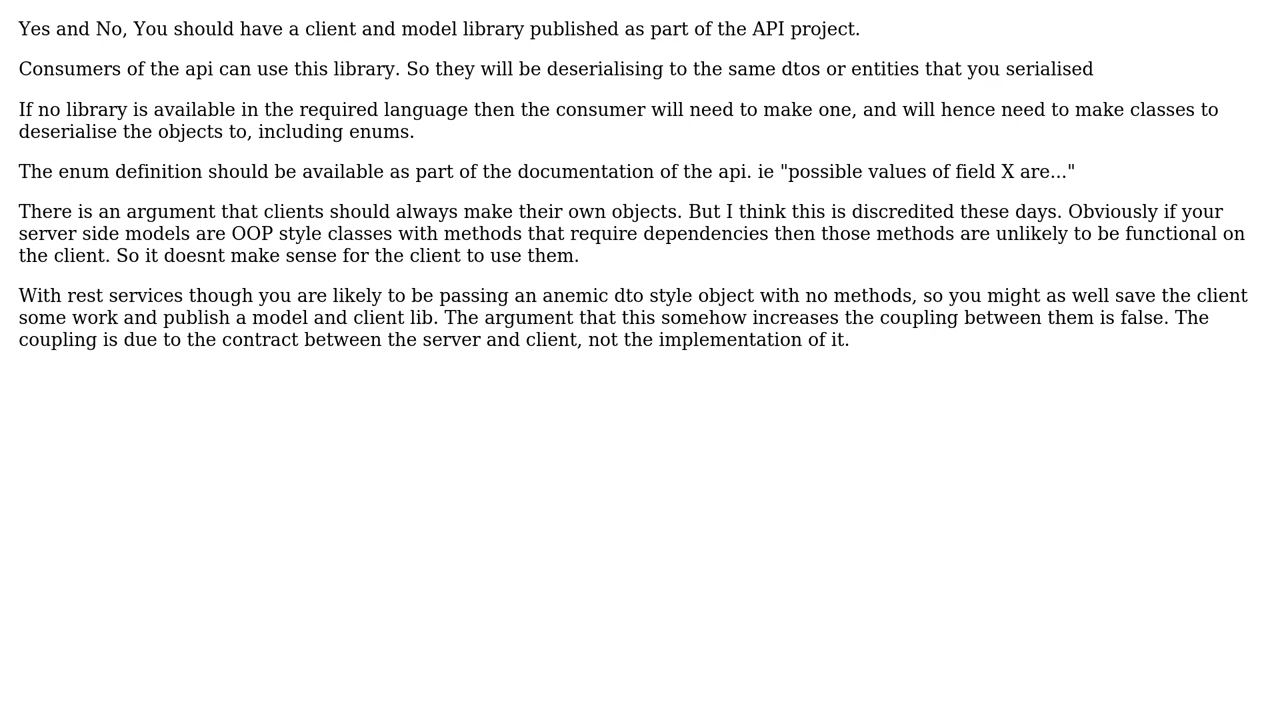 Yes and No, You should have a client and model library published as part of the API project.
Consumers of the api can use this library. So they will be deserialising to the same dtos or entities that you serialised
If no library is available in the required language then the consumer will need to make one, and will hence need to make classes to
deserialise the objects to, including enums.
The enum definition should be available as part of the documentation of the api. ie "possible values of field X are..."
There is an argument that clients should always make their own objects. But I think this is discredited these days. Obviously if your
server side models are OOP style classes with methods that require dependencies then those methods are unlikely to be functional on
the client. So it doesnt make sense for the client to use them.
With rest services though you are likely to be passing an anemic dto style object with no methods, so you might as well save the client
some work and publish a model and client lib. The argument that this somehow increases the coupling between them is false. The
coupling is due to the contract between the server and client, not the implementation of it.